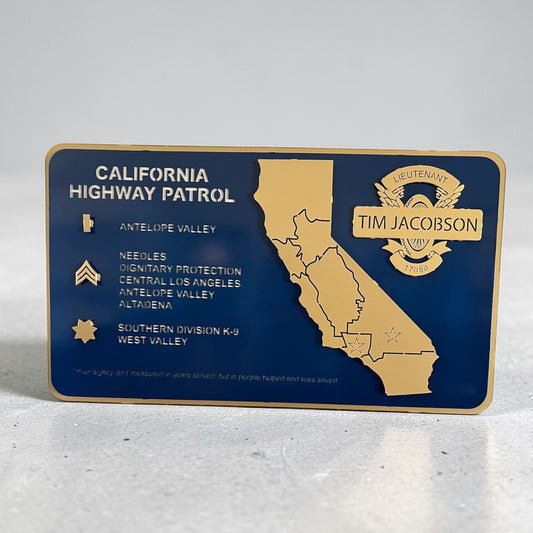 CALIFORNIA
HIGHWAY PATROL
ANTELOPE VALLEY
NEEDLES
DIGNITARY PROTECTION
CENTRAL LOS ANGELES
ANTELOPE VALLEY
ALTADENA
SOUTHERN DIVISION K-9
WEST VALLEY
"Your legacy isn't measured in years served, but in people helped and lives saved."
LIEUTENANT
TIM JACOBSON
17050